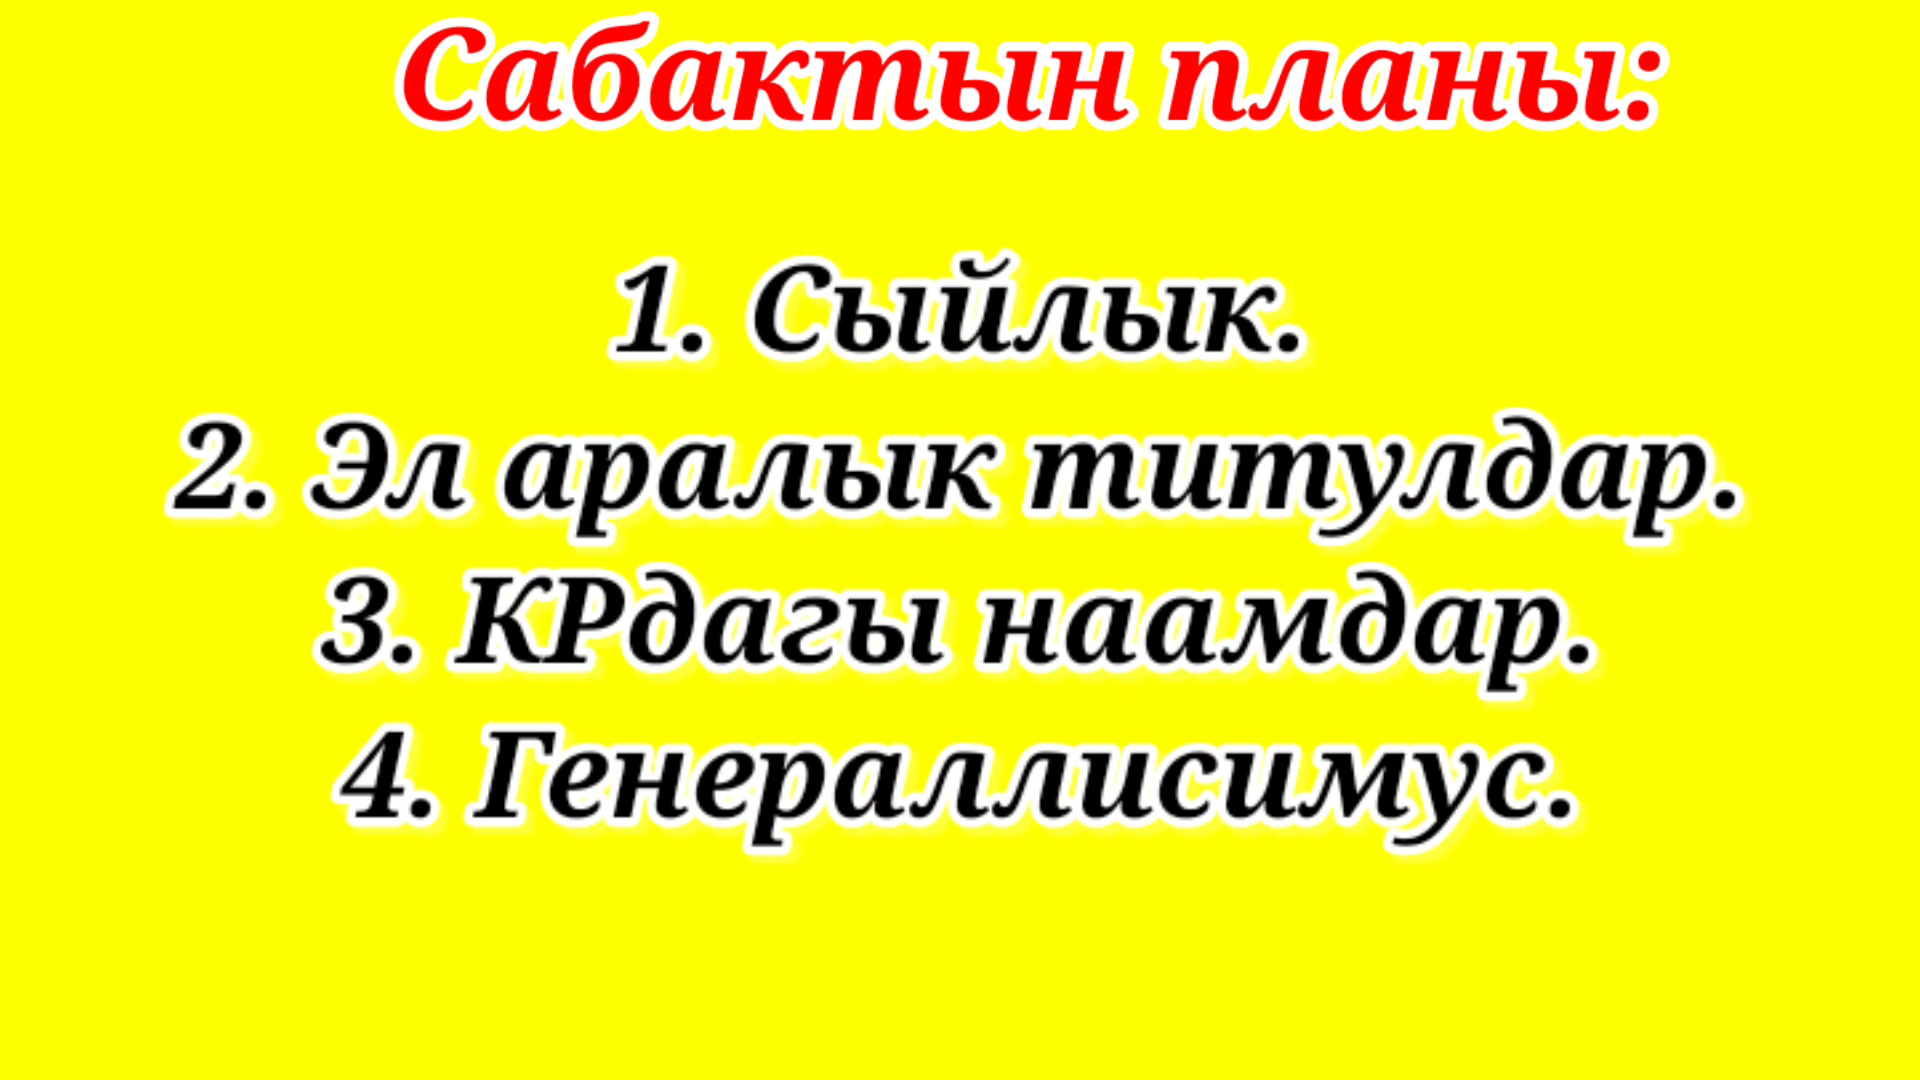 Сабактын планы:
1. Сыйлык.
2. Эл аралык титулдар.
3. КРдагы наамдар.
4. Генераллисимус.